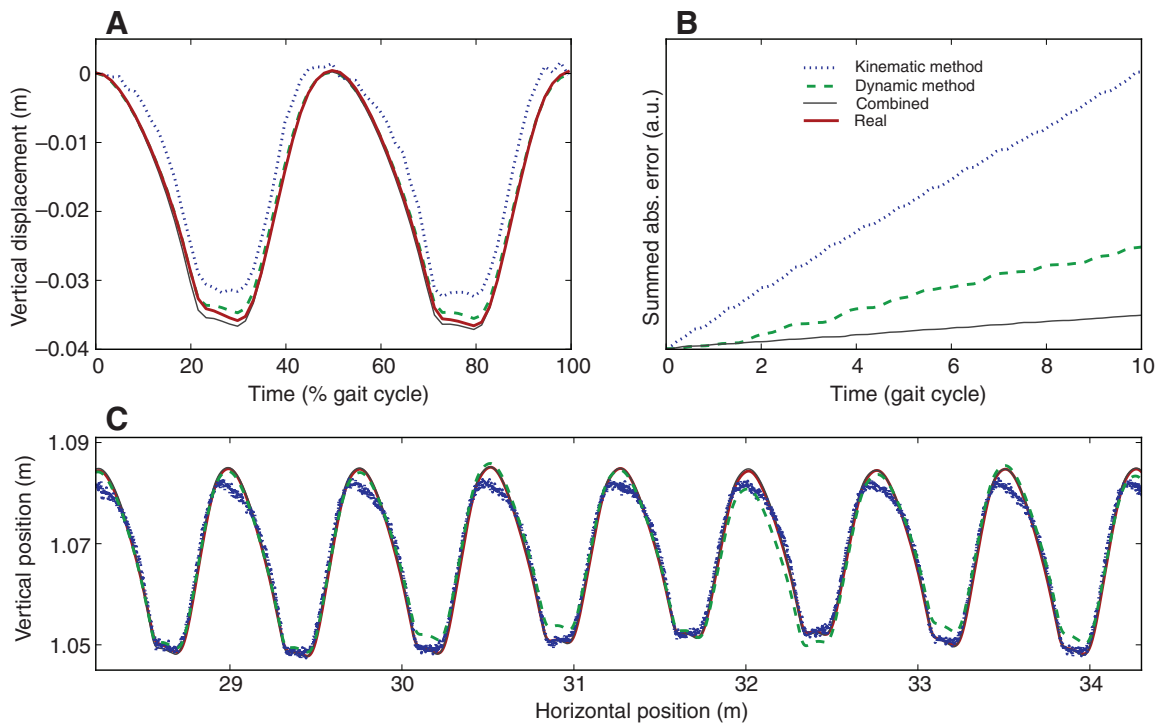 A
Vertical displacement (m)
0
–0.01
–0.02
–0.03
–0.04
0
20
40
60
80
100
Time (% gait cycle)
B
Summed abs. error (a.u.)
Kinematic method
Dynamic method
Combined
Real
0
2
4
6
8
10
Time (gait cycle)
C
Vertical position (m)
1.09
1.07
1.05
29
30
31
32
33
34
Horizontal position (m)